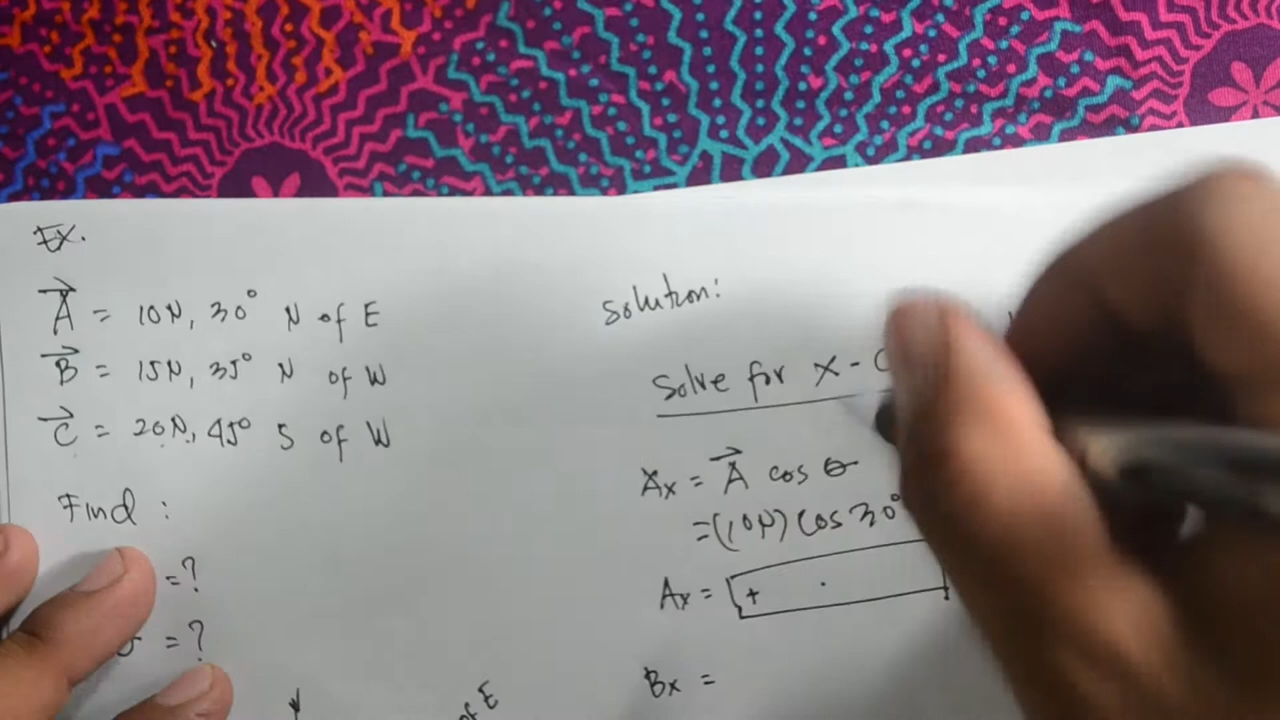 Ex.
A = 10N, 30° N of E
B = 15N, 35° N of W
C = 20N, 45° S of W
Find :
=?
=?
of E
Solution:
Solve for X -
Ax = A cos θ
=(10N) cos 30°
Ax = +
Bx =